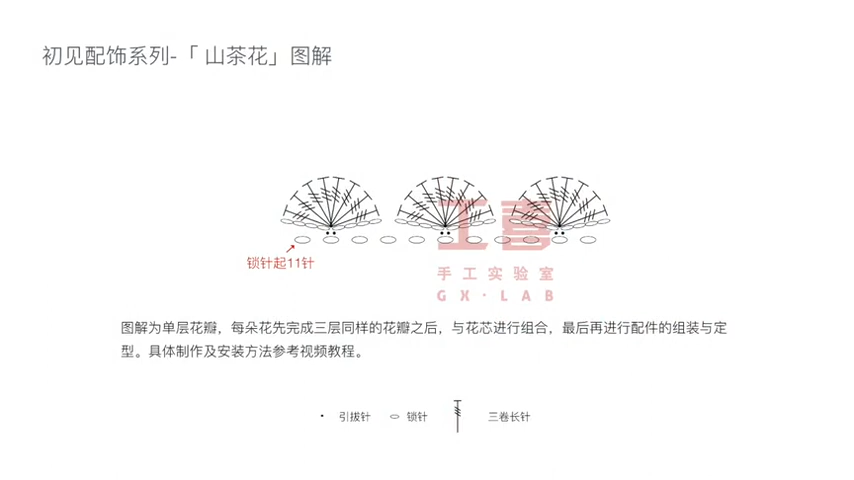 初见配饰系列-「 山茶花」图解
锁针起11针
工喜
手工实验室
GX·LAB
图解为单层花瓣，每朵花先完成三层同样的花瓣之后，与花芯进行组合，最后再进行配件的组装与定
型。具体制作及安装方法参考视频教程。
引拔针 锁针 三卷长针